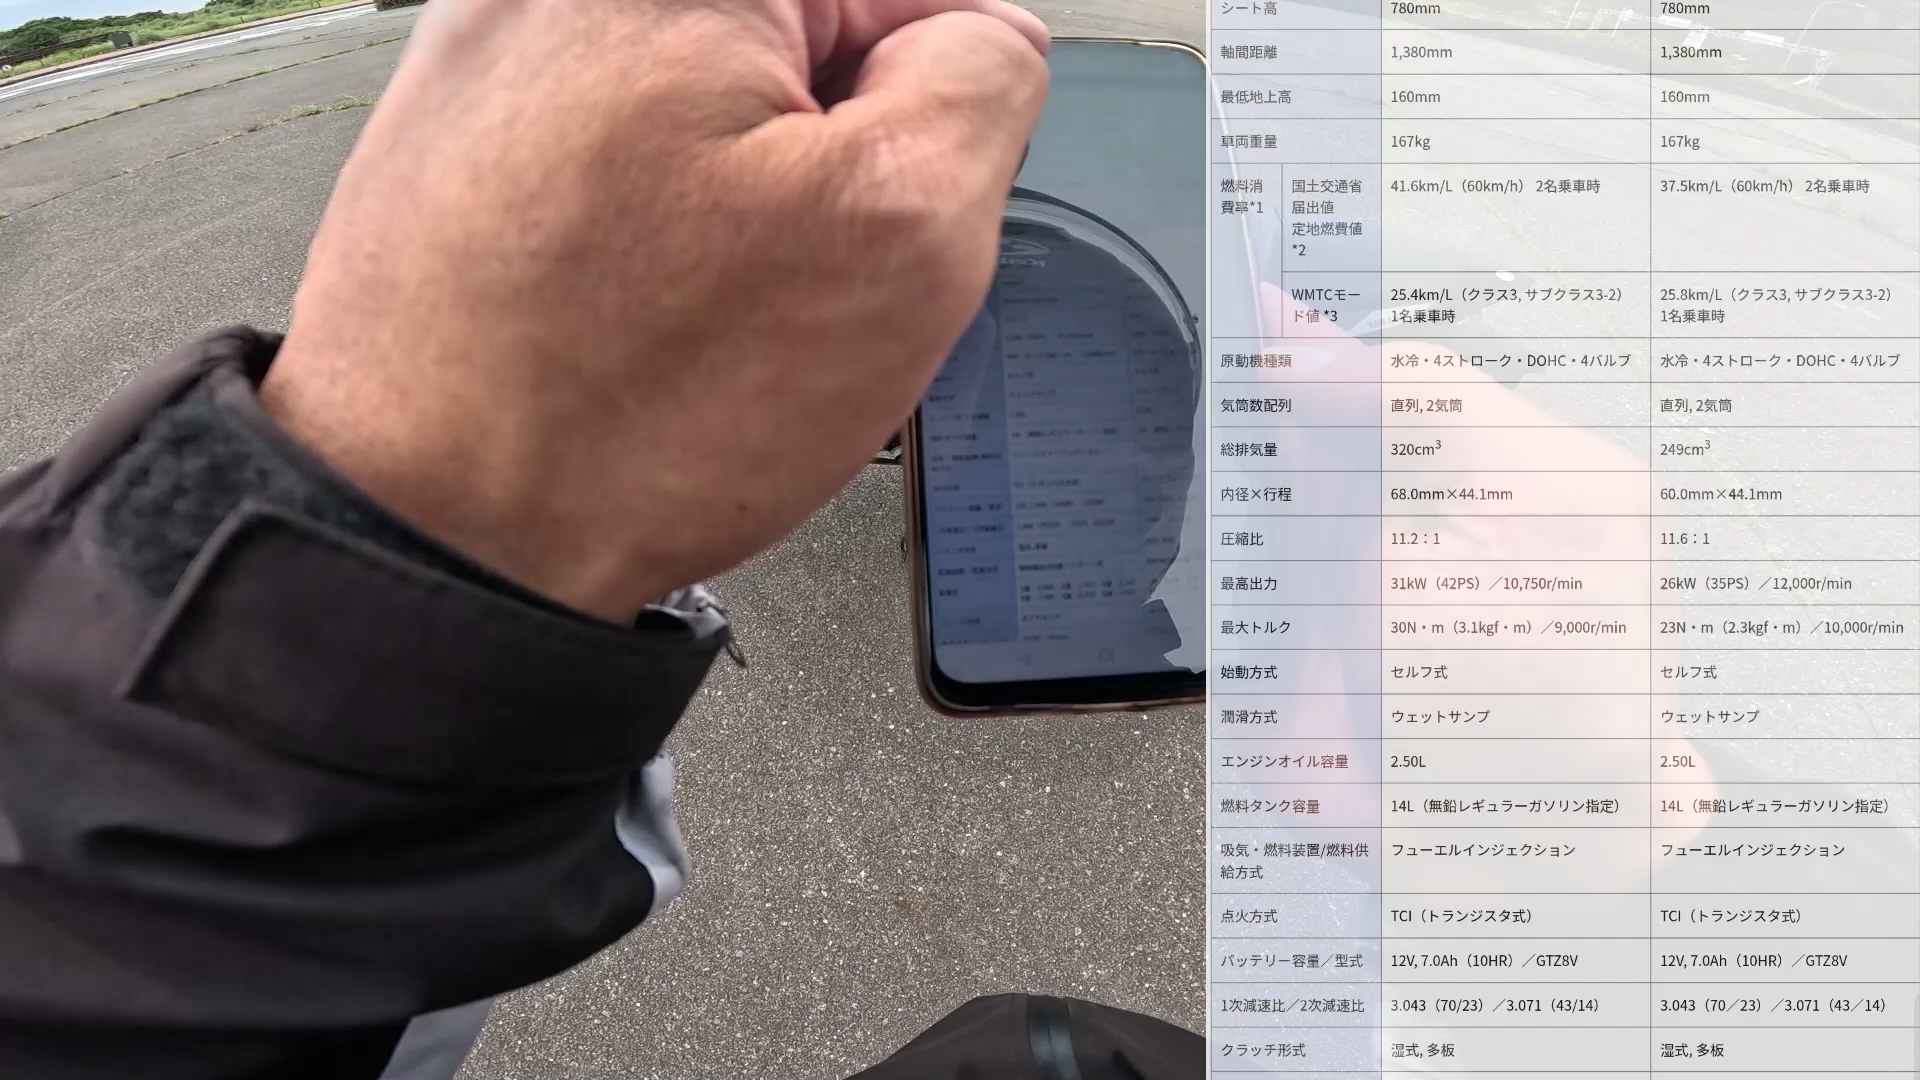 シート高 780mm 780mm
軸間距離 1,380mm 1,380mm
最低地上高 160mm 160mm
車両重量 167kg 167kg
燃料消費率*1 国土交通省届出値 定地燃費値 *2 41.6km/L（60km/h） 2名乗車時 37.5km/L（60km/h） 2名乗車時
WMTCモード値 *3 25.4km/L（クラス3, サブクラス3-2） 1名乗車時 25.8km/L（クラス3, サブクラス3-2） 1名乗車時
原動機種類 水冷・4ストローク・DOHC・4バルブ 水冷・4ストローク・DOHC・4バルブ
気筒数配列 直列, 2気筒 直列, 2気筒
総排気量 320cm³ 249cm³
内径×行程 68.0mm×44.1mm 60.0mm×44.1mm
圧縮比 11.2：1 11.6：1
最高出力 31kW（42PS）／10,750r/min 26kW（35PS）／12,000r/min
最大トルク 30N・m（3.1kgf・m）／9,000r/min 23N・m（2.3kgf・m）／10,000r/min
始動方式 セルフ式 セルフ式
潤滑方式 ウェットサンプ ウェットサンプ
エンジンオイル容量 2.50L 2.50L
燃料タンク容量 14L（無鉛レギュラーガソリン指定） 14L（無鉛レギュラーガソリン指定）
吸気・燃料装置/燃料供給方式 フューエルインジェクション フューエルインジェクション
点火方式 TCI（トランジスタ式） TCI（トランジスタ式）
バッテリー容量／型式 12V, 7.0Ah（10HR）／GTZ8V 12V, 7.0Ah（10HR）／GTZ8V
1次減速比／2次減速比 3.043（70/23）／3.071（43/14） 3.043（70／23）／3.071（43／14）
クラッチ形式 湿式, 多板 湿式, 多板